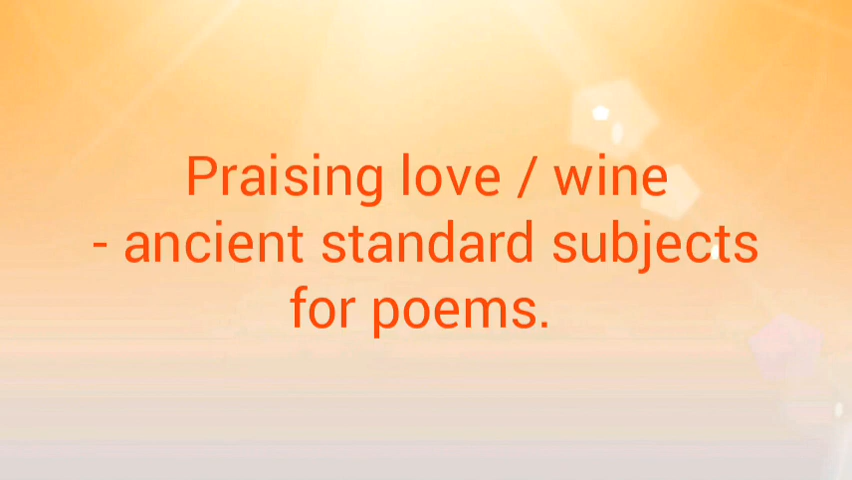 Praising love / wine
- ancient standard subjects
for poems.